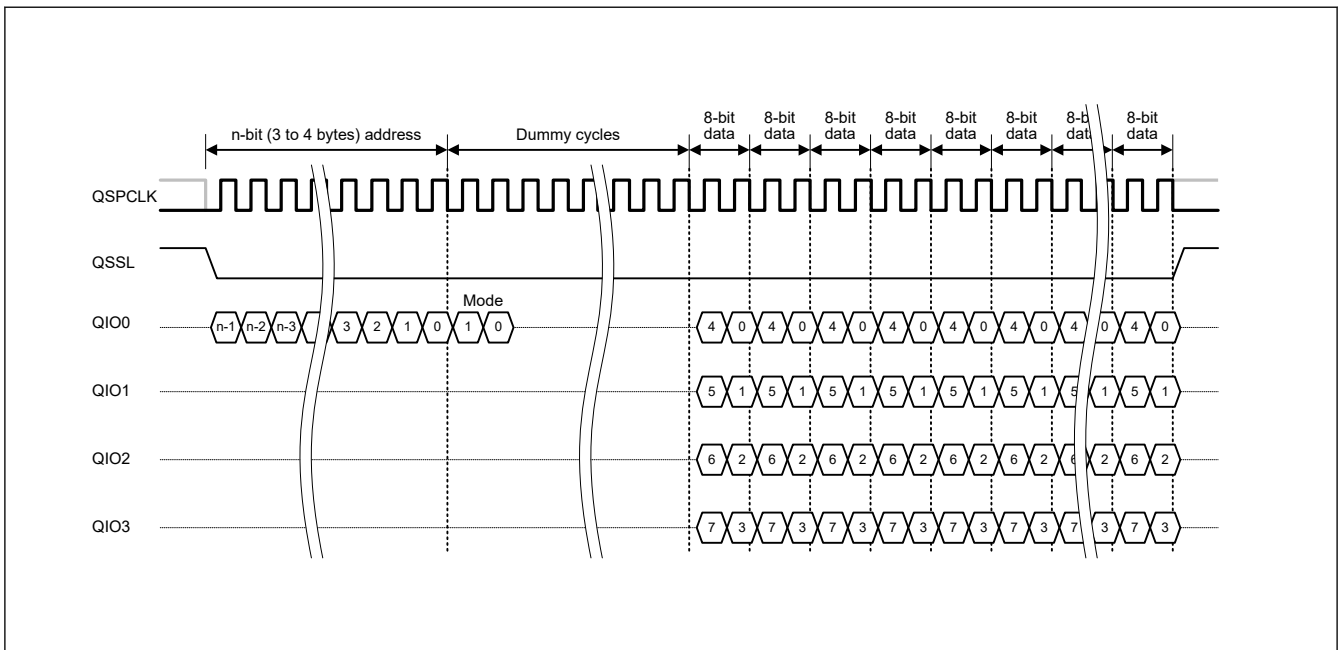 n-bit (3 to 4 bytes) address
Dummy cycles
8-bit data
8-bit data
8-bit data
8-bit data
8-bit data
8-bit data
8-b dat
8-bit data
QSPCLK
QSSL
Mode
QIO0 n-1 n-2 n-3 3 2 1 0 1 0 4 0 4 0 4 0 4 0 4 0 4 0 4 0 4 0
QIO1 5 1 5 1 5 1 5 1 5 1 5 1 5 1 5 1
QIO2 6 2 6 2 6 2 6 2 6 2 6 2 6 2 6 2
QIO3 7 3 7 3 7 3 7 3 7 3 7 3 7 3 7 3